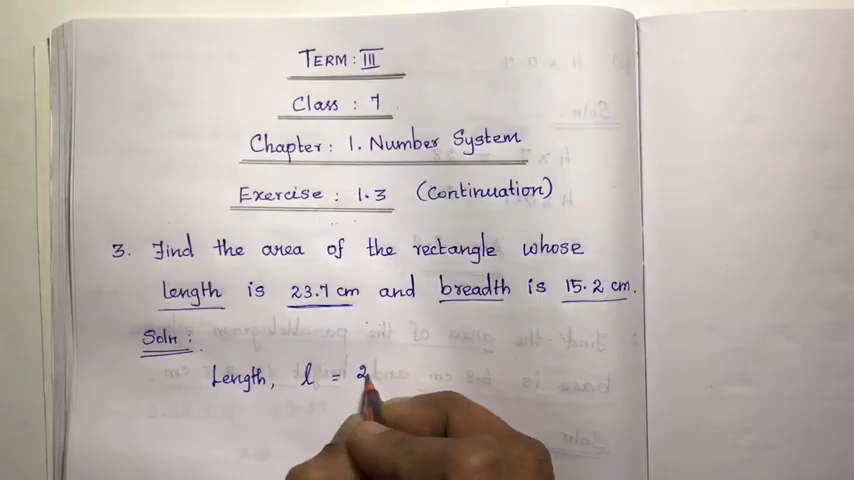 TERM: III
Class: 7
Chapter: 1. Number System
Exercise: 1.3 (Continuation)
3. Find the area of the rectangle whose
length is 23.7 cm and breadth is 15.2 cm.
Soln:
Length, l = 2